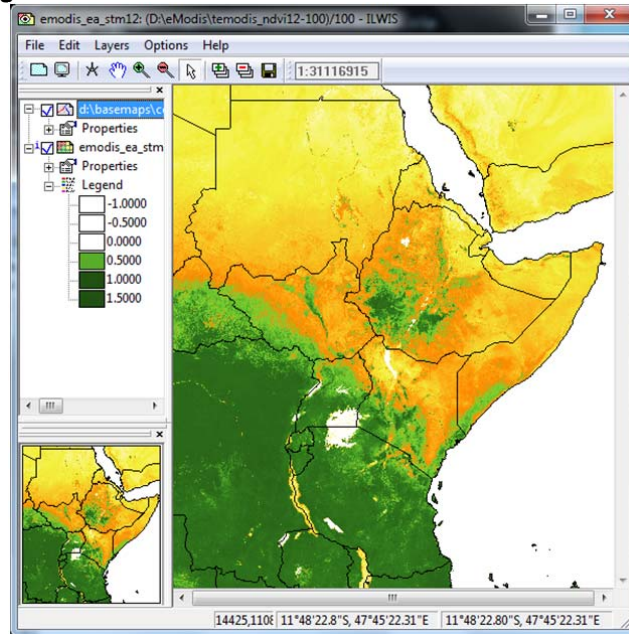 emodis_ea_stm12: (D:\eModis\temodis_ndvi12-100)/100 - ILWIS
File Edit Layers Options Help
1:31116915
d:\basemaps\c
Properties
emodis_ea_stm
Properties
Legend
-1.0000
-0.5000
0.0000
0.5000
1.0000
1.5000
14425,1108 11°48'22.8"S, 47°45'22.31"E 11°48'22.80"S, 47°45'22.31"E